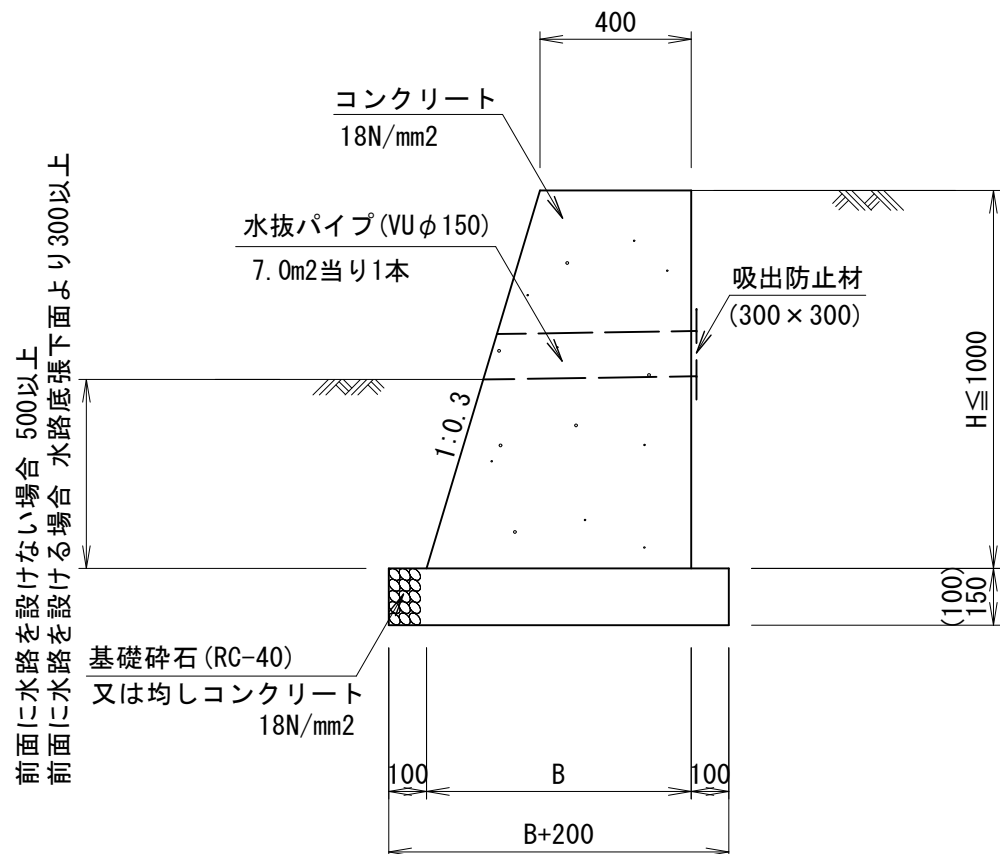 400
コンクリート
18N/mm2
水抜パイプ(VUφ150)
7.0m2当り1本
吸出防止材
(300×300)
前面に水路を設けない場合 500以上
前面に水路を設ける場合 水路底張下面より300以上
1:0.3
H≦1000
(100)
150
基礎砕石(RC-40)
又は均しコンクリート
18N/mm2
100
B
100
B+200